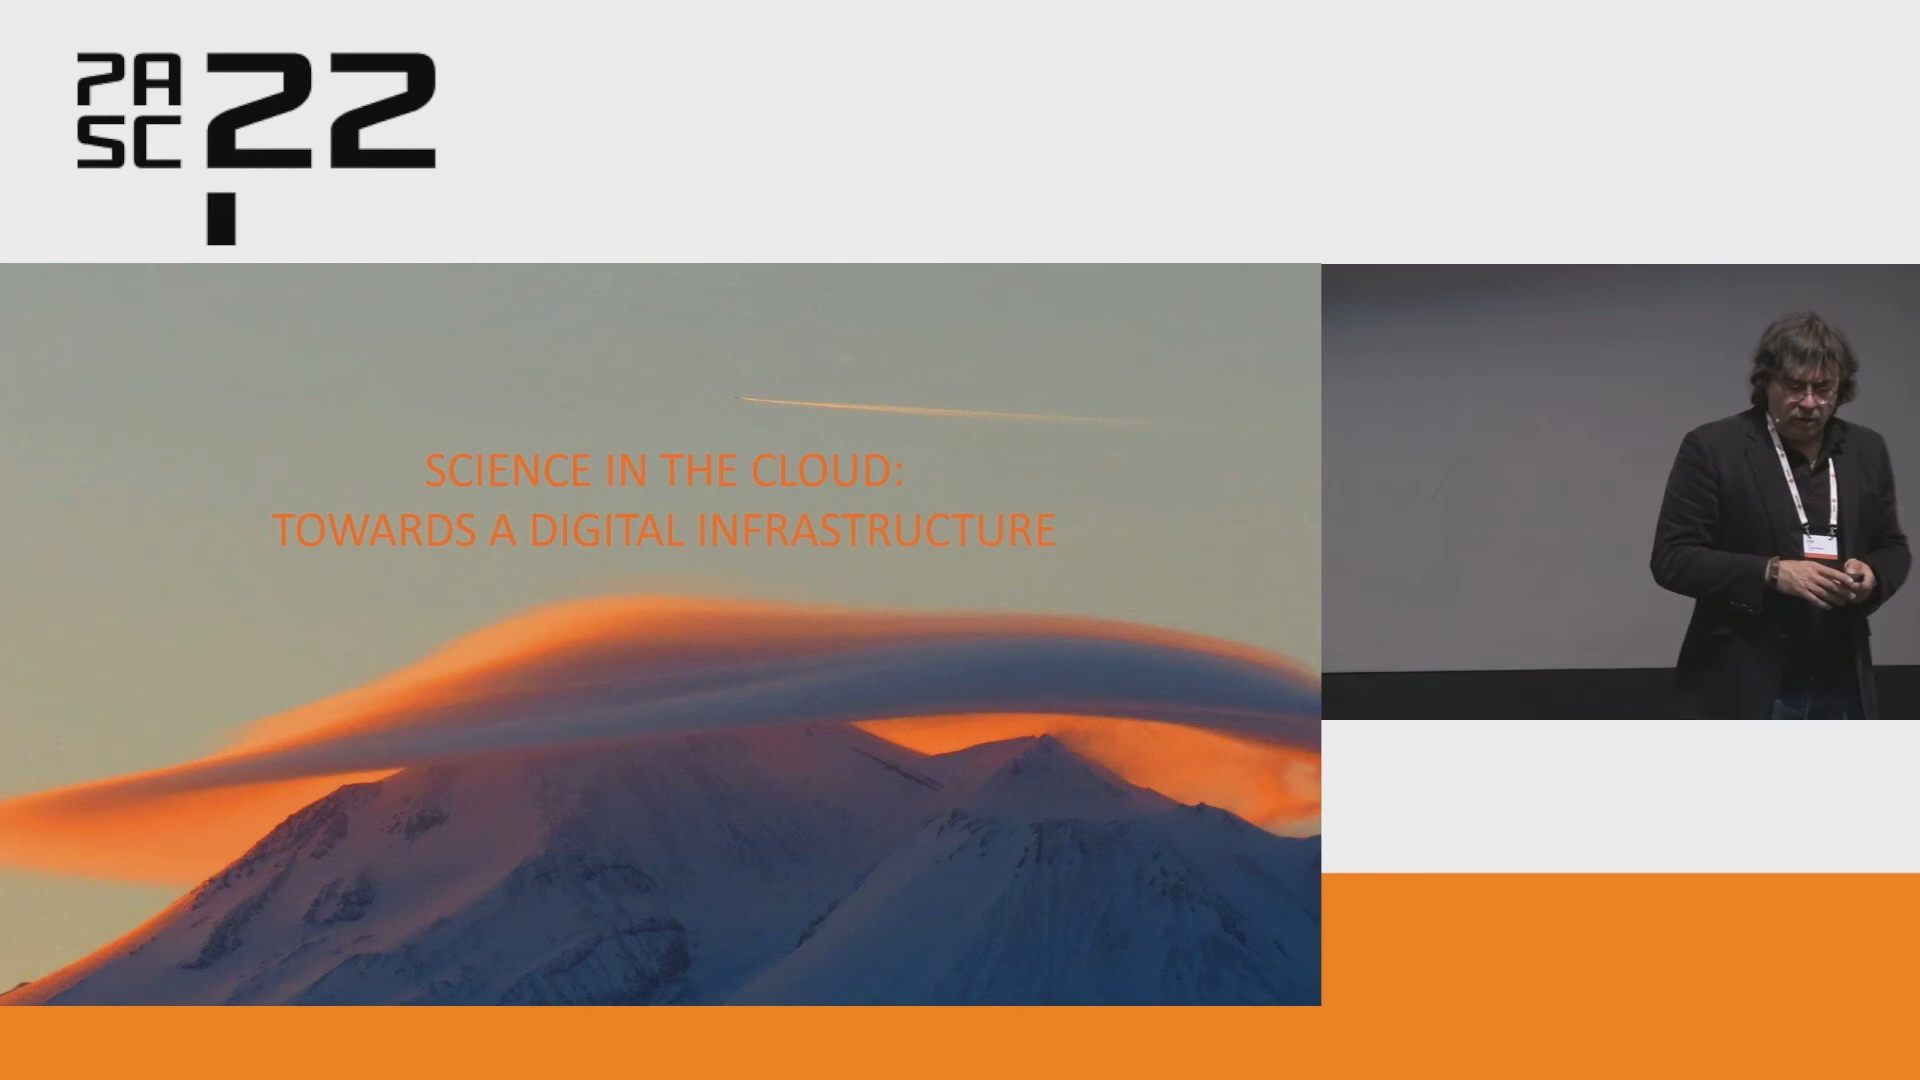 PA 22
SC
SCIENCE IN THE CLOUD:
TOWARDS A DIGITAL INFRASTRUCTURE